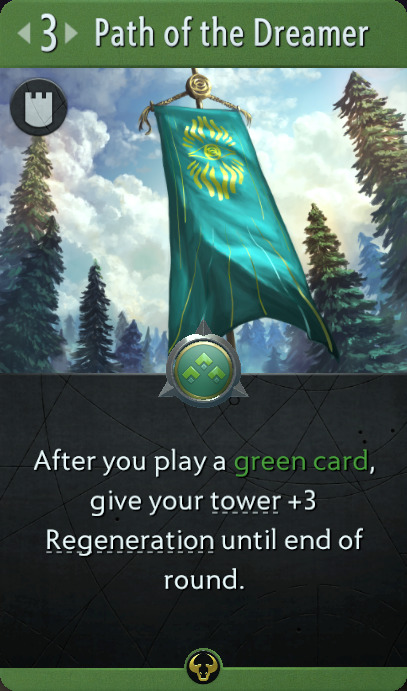 3 Path of the Dreamer
After you play a green card,
give your tower +3
Regeneration until end of
round.